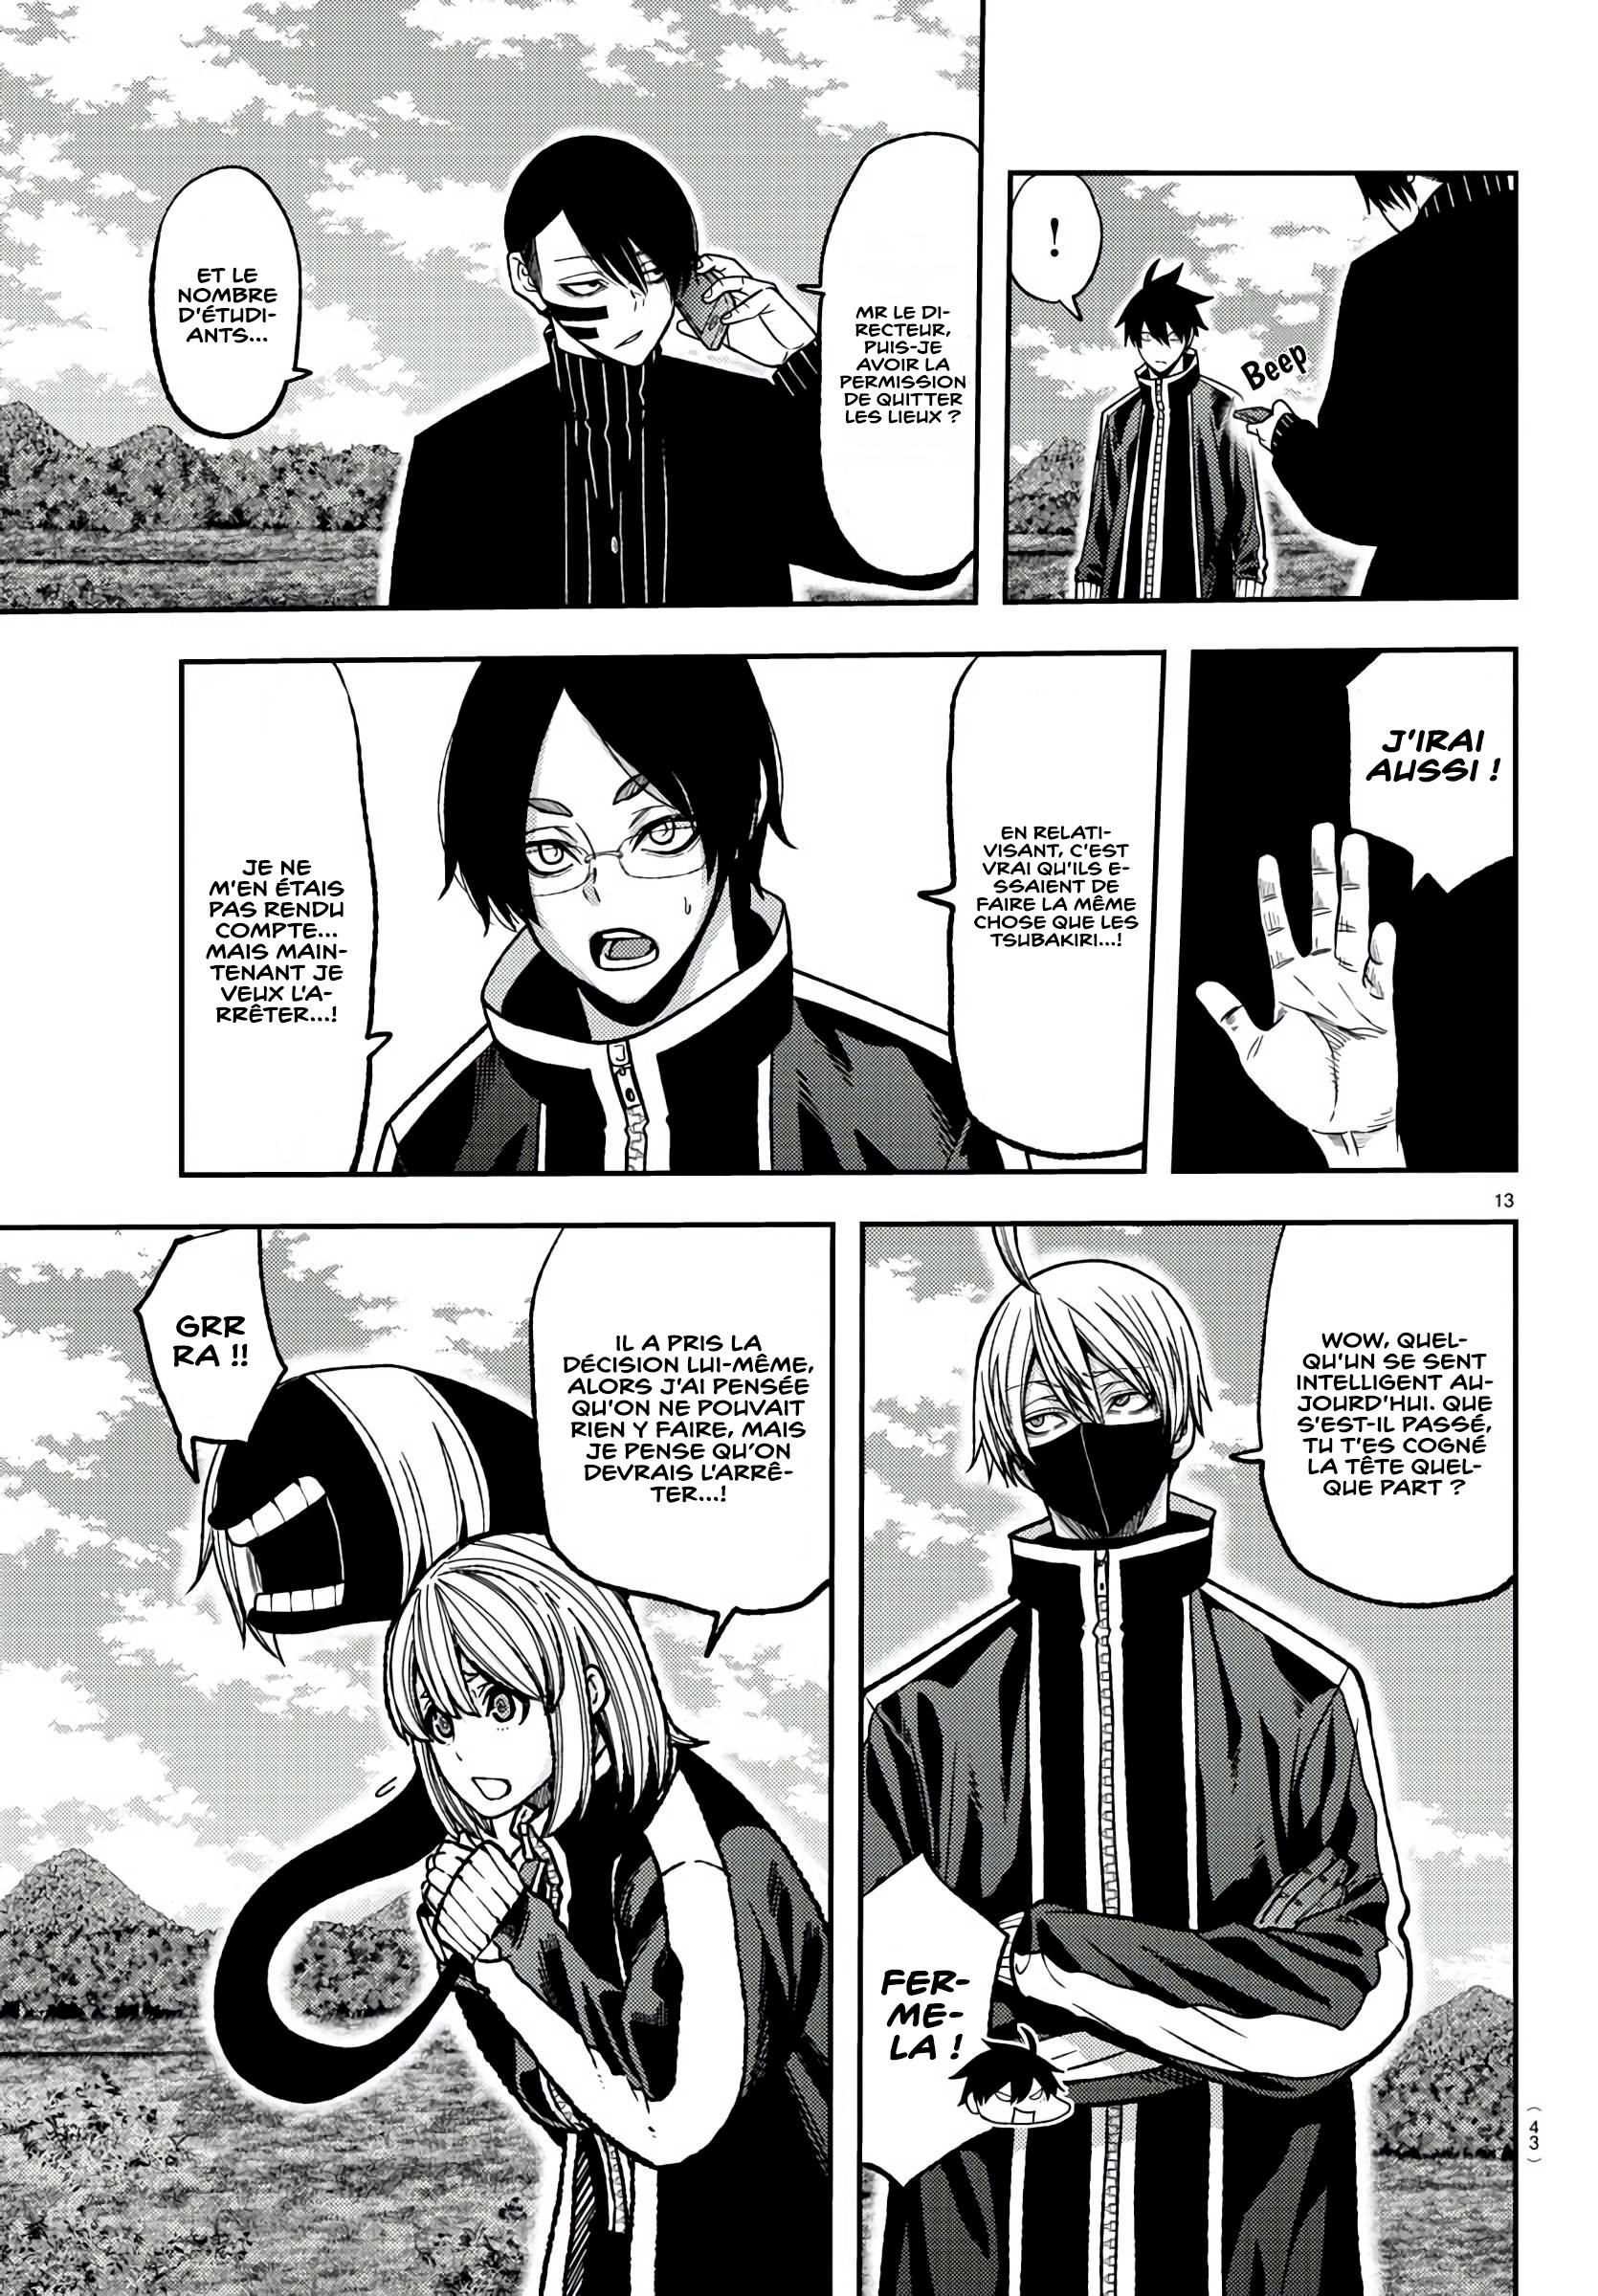 !
Beep
MR LE DI-
RECTEUR,
PUIS-JE
AVOIR LA
PERMISSION
DE QUITTER
LES LIEUX ?
ET LE
NOMBRE
D'ÉTUDI-
ANTS...
J'IRAI
AUSSI !
EN RELATI-
VISANT, C'EST
VRAI QU'ILS E-
SSAIENT DE
FAIRE LA MÊME
CHOSE QUE LES
TSUBAKIRI...!
JE NE
M'EN ÉTAIS
PAS RENDU
COMPTE...
MAIS MAIN-
TENANT JE
VEUX L'A-
RRÊTER...!
13
WOW, QUEL-
QU'UN SE SENT
INTELLIGENT AU-
JOURD'HUI. QUE
S'EST-IL PASSÉ,
TU T'ES COGNÉ
LA TÊTE QUEL-
QUE PART ?
FER-
ME-
LA !
IL A PRIS LA
DÉCISION LUI-MÊME,
ALORS J'AI PENSÉE
QU'ON NE POUVAIT
RIEN Y FAIRE, MAIS
JE PENSE QU'ON
DEVRAIS L'ARRÊ-
TER...!
GRR
RA !!
(43)